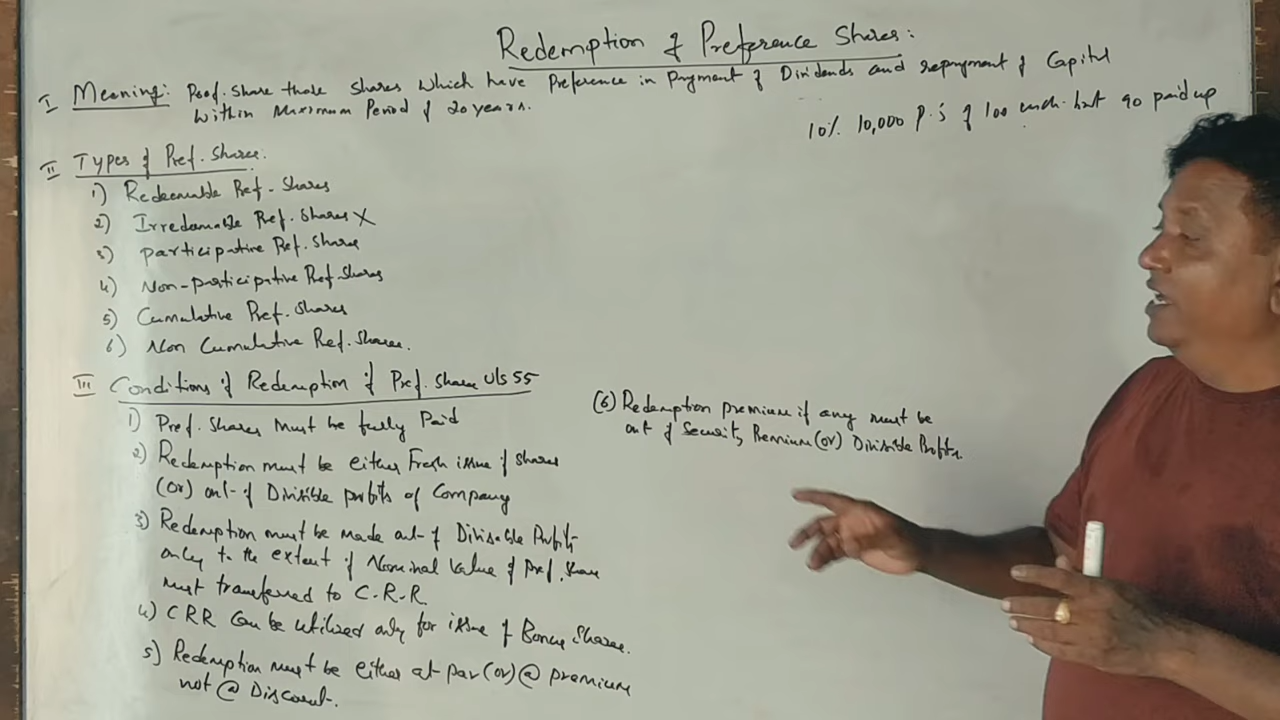 Redemption of Preference Shares:
I Meaning: Pref. Share those Shares Which have Preference in Payment of Dividends and repayment of Capital
Within Maximum Period of 20 years.
10% 10,000 P.S of 100 each but 90 paid up
II Types of Pref. Shares.
1) Redeemable Pref. Shares
2) Irredamable Pref. Shares X
3) Participative Pref. Shares
4) Non-participative Pref. Shares
5) Cumulative Pref. Shares
6) Non Cumulative Pref. Shares.
III Conditions of Redemption of Pref. Share U/s 55
1) Pref. Shares Must be fully Paid
2) Redemption must be either Fresh issue of shares
(or) out of Divisible profits of Company
3) Redemption must be made out of Divisable Profits
only to the extent of Nominal Value of Pref. Share
must transferred to C.R.R.
4) CRR can be utilized only for issue of Bonus Shares.
5) Redemption must be either at par (or) @ premium
not @ Discount.
(6) Redemption premium if any must be
out of Security Premium (or) Divisible Profits.